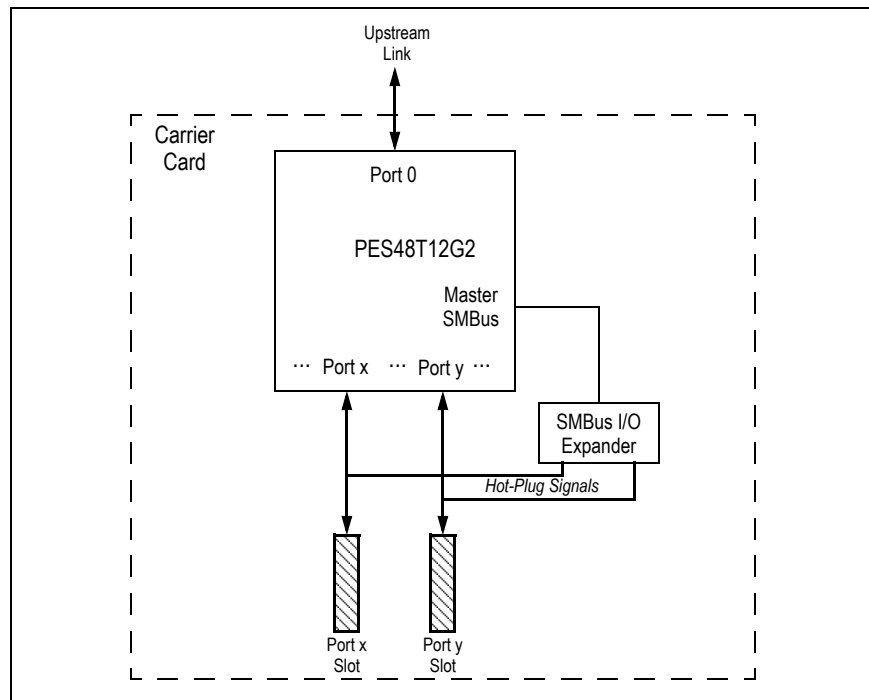 Upstream
Link
Carrier
Card
Port 0
PES48T12G2
Master
SMBus
··· Port x ··· Port y ···
SMBus I/O
Expander
Hot-Plug Signals
Port x
Slot
Port y
Slot